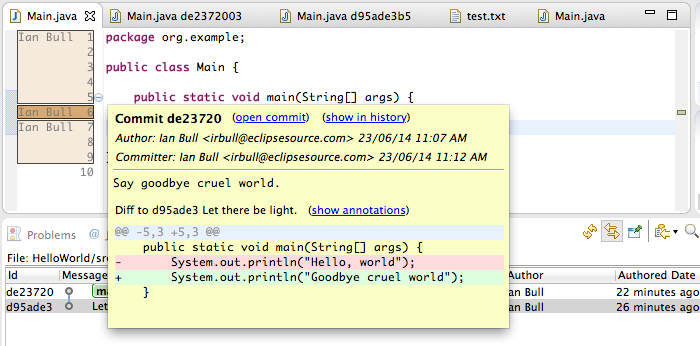 Main.java
Main.java de2372003
Main.java d95ade3b5
test.txt
Main.java
Ian Bull 1 package org.example;
2
3 public class Main {
4
5 public static void main(String[] args) {
Ian Bull 6
Ian Bull 7
8
9
10
Commit de23720 (open commit) (show in history)
Author: Ian Bull <irbull@eclipsesource.com> 23/06/14 11:07 AM
Committer: Ian Bull <irbull@eclipsesource.com> 23/06/14 11:12 AM
Say goodbye cruel world.
Diff to d95ade3 Let there be light. (show annotations)
@@ -5,3 +5,3 @@
public static void main(String[] args) {
- System.out.println("Hello, world");
+ System.out.println("Goodbye cruel world");
}
Problems @
File: HelloWorld/src
Id Message Author Authored Date
de23720 ma an Bull 22 minutes ago
d95ade3 Let an Bull 26 minutes ago